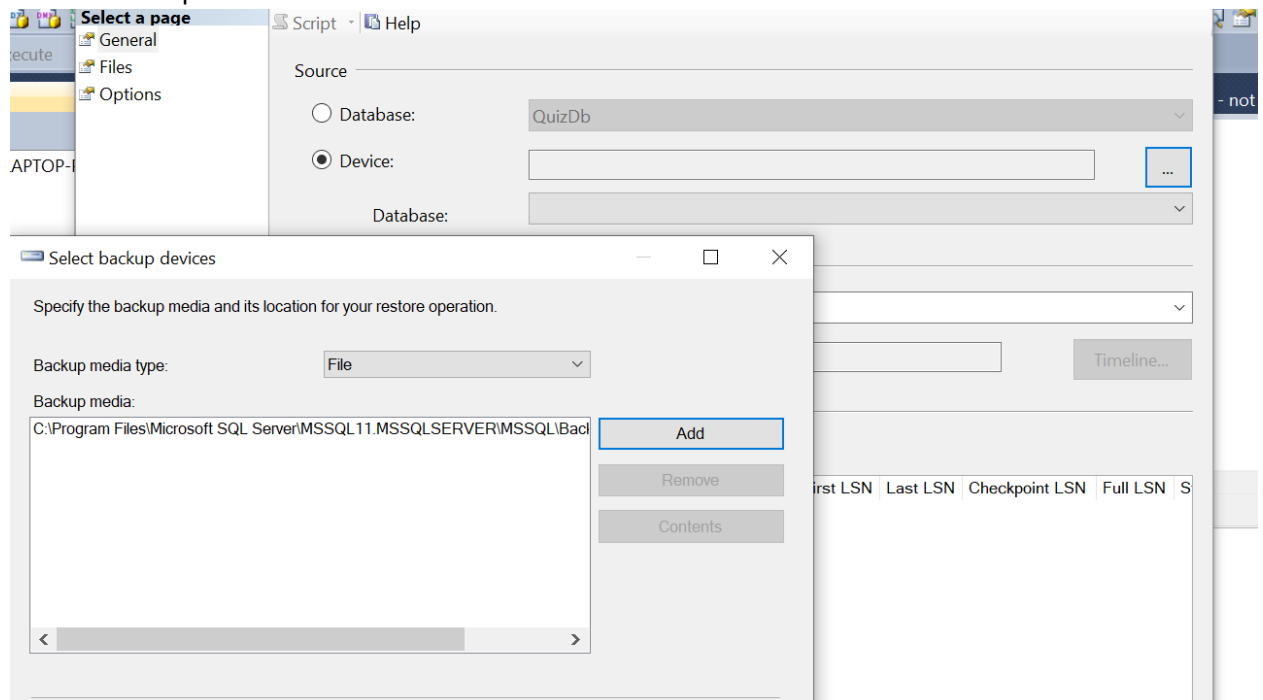 Select a page
Script
Help
General
Files
Options
Source
Database:
QuizDb
Device:
...
Database:
- not
Select backup devices
Specify the backup media and its location for your restore operation.
Backup media type:
File
Backup media:
C:\Program Files\Microsoft SQL Server\MSSQL11.MSSQLSERVER\MSSQL\Bac
Add
Remove
Contents
Timeline...
irst LSN Last LSN Checkpoint LSN Full LSN S
ecute
APTOP-